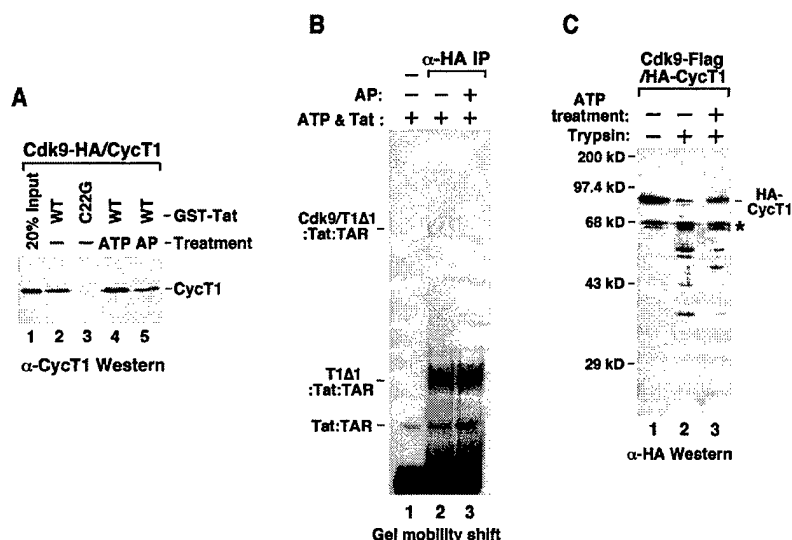 A
Cdk9-HA/CycT1
20% Input
WT
C22G
WT
WT
GST-Tat
– – ATP AP Treatment
CycT1
1 2 3 4 5
α-CycT1 Western
B
α-HA IP
–
AP: – – +
ATP & Tat : + + +
Cdk9/T1Δ1
:Tat:TAR
T1Δ1
:Tat:TAR
Tat:TAR
1 2 3
Gel mobility shift
C
Cdk9-Flag
/HA-CycT1
ATP
treatment: – – +
Trypsin: – + +
200 kD
97.4 kD
HA-
CycT1
68 kD
*
43 kD
29 kD
1 2 3
α-HA Western